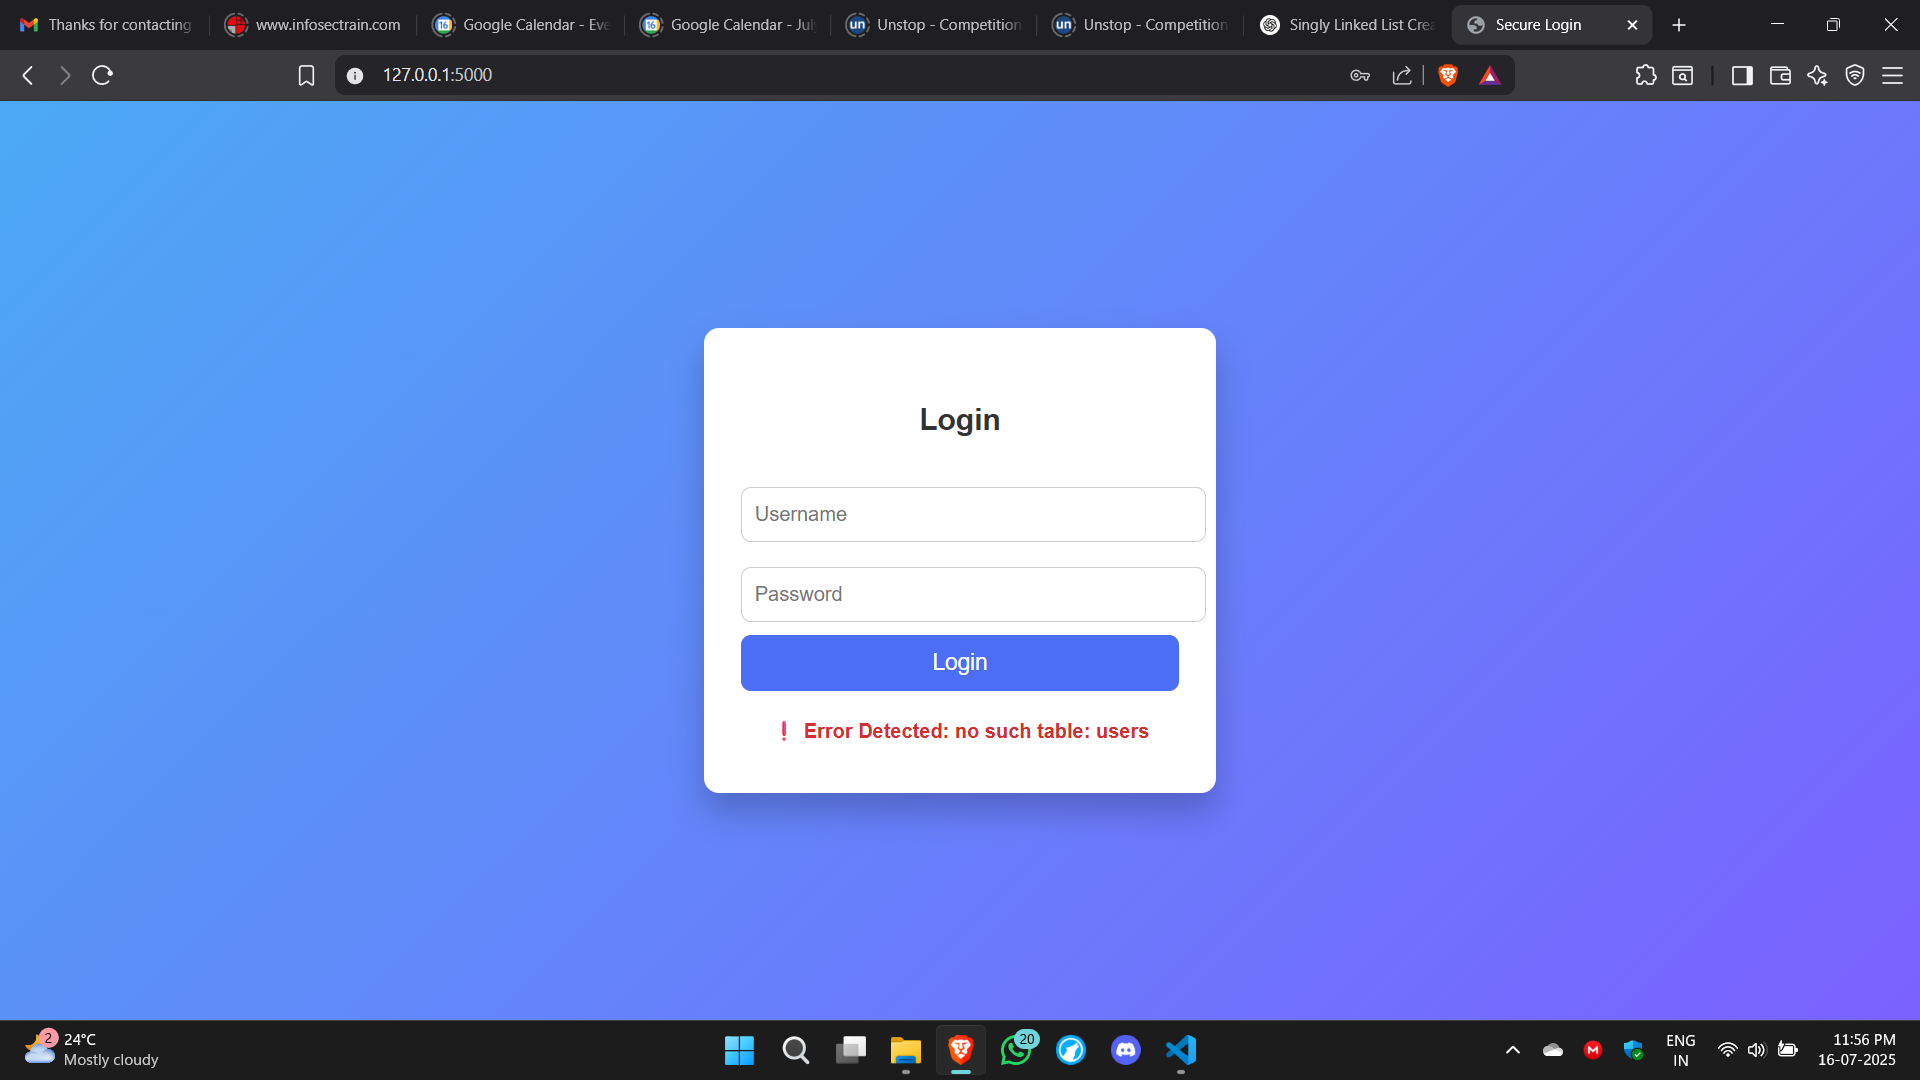 Thanks for contacting
www.infosectrain.com
Google Calendar - Eve
Google Calendar - Jul
Unstop - Competition
Unstop - Competition
Singly Linked List Crea
Secure Login
127.0.0.1:5000
Login
Username
Password
Login
❗ Error Detected: no such table: users
2
24°C
Mostly cloudy
20
ENG
IN
11:56 PM
16-07-2025